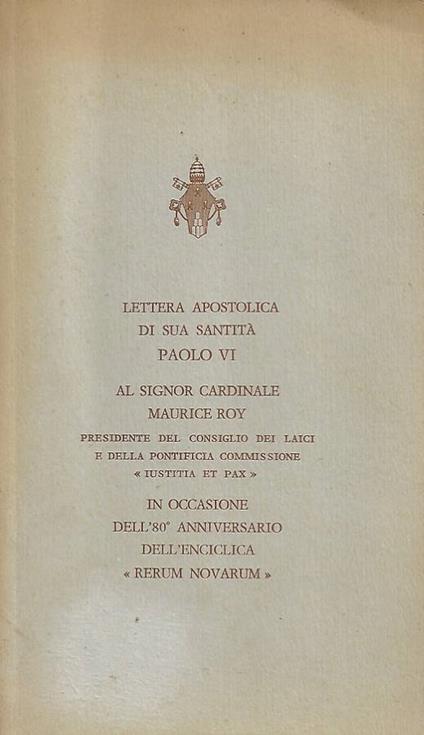 LETTERA APOSTOLICA
DI SUA SANTITÀ
PAOLO VI
AL SIGNOR CARDINALE
MAURICE ROY
PRESIDENTE DEL CONSIGLIO DEI LAICI
E DELLA PONTIFICIA COMMISSIONE
« IUSTITIA ET PAX »
IN OCCASIONE
DELL'80° ANNIVERSARIO
DELL'ENCICLICA
« RERUM NOVARUM »